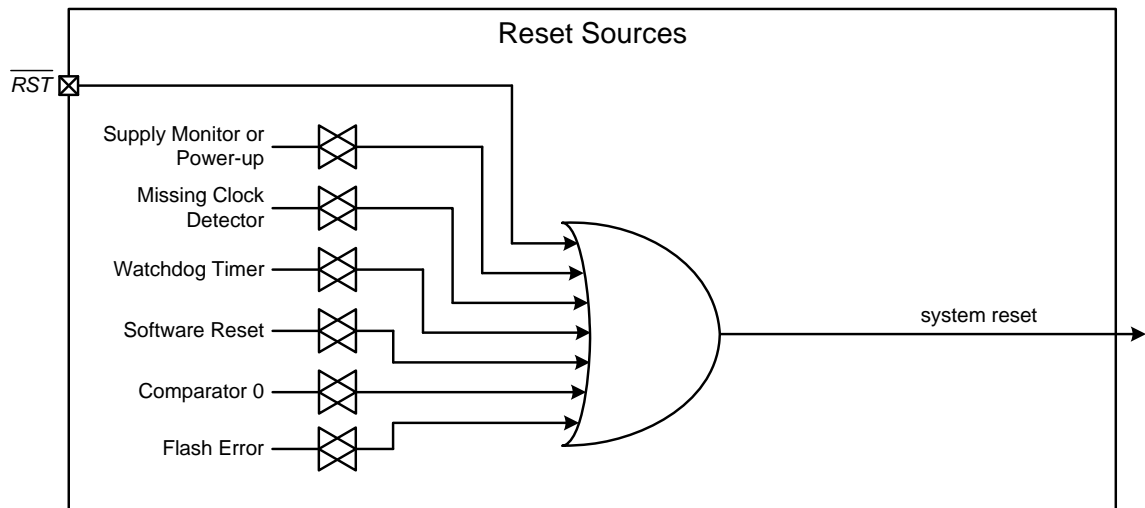 Reset Sources
RST
Supply Monitor or
Power-up
Missing Clock
Detector
Watchdog Timer
Software Reset
Comparator 0
Flash Error
system reset